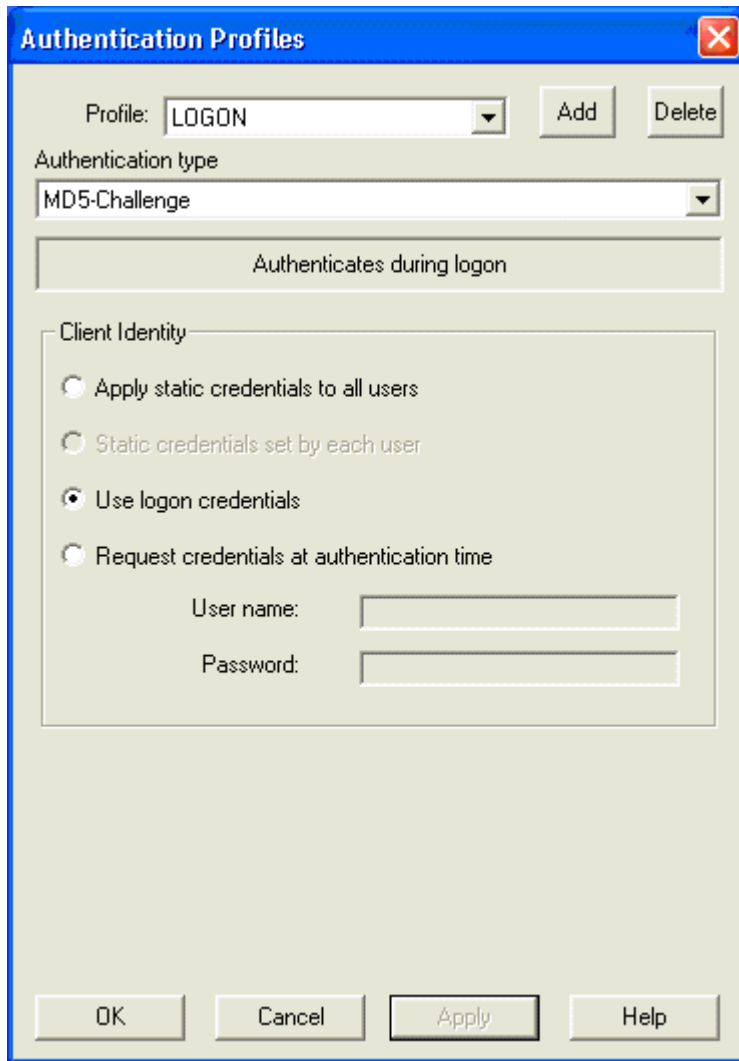 Authentication Profiles
Profile: LOGON Add Delete
Authentication type
MD5-Challenge
Authenticates during logon
Client Identity
Apply static credentials to all users
Static credentials set by each user
Use logon credentials
Request credentials at authentication time
User name:
Password:
OK Cancel Apply Help